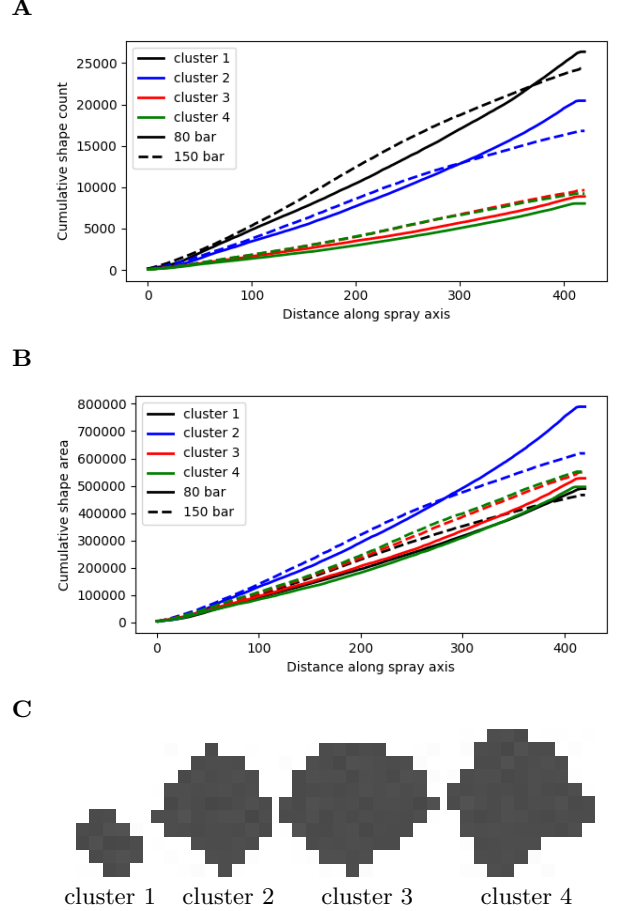 A
25000
20000
15000
10000
5000
0
Cumulative shape count
cluster 1
cluster 2
cluster 3
cluster 4
80 bar
150 bar
0 100 200 300 400
Distance along spray axis
B
800000
700000
600000
500000
400000
300000
200000
100000
0
Cumulative shape area
cluster 1
cluster 2
cluster 3
cluster 4
80 bar
150 bar
0 100 200 300 400
Distance along spray axis
C
cluster 1 cluster 2 cluster 3 cluster 4